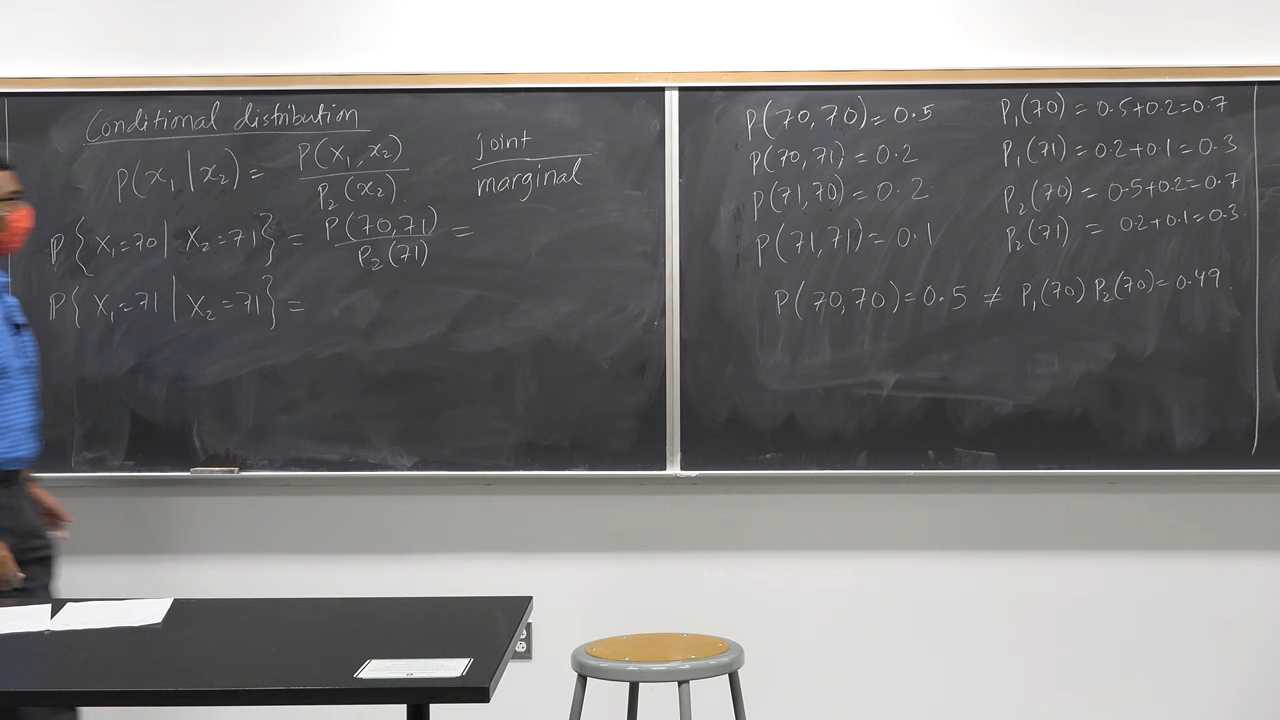 Conditional distribution
P(x₁|x₂) = P(x₁,x₂) / P₂(x₂) joint / marginal
P{X₁=70 | X₂=71} = P(70,71) / P₂(71) =
P{X₁=71 | X₂=71} =
P(70,70)=0.5 P₁(70)=0.5+0.2=0.7
P(70,71)=0.2 P₁(71)=0.2+0.1=0.3
P(71,70)=0.2 P₂(70)=0.5+0.2=0.7
P(71,71)=0.1 P₂(71)=0.2+0.1=0.3
P(70,70)=0.5 ≠ P₁(70) P₂(70)=0.49